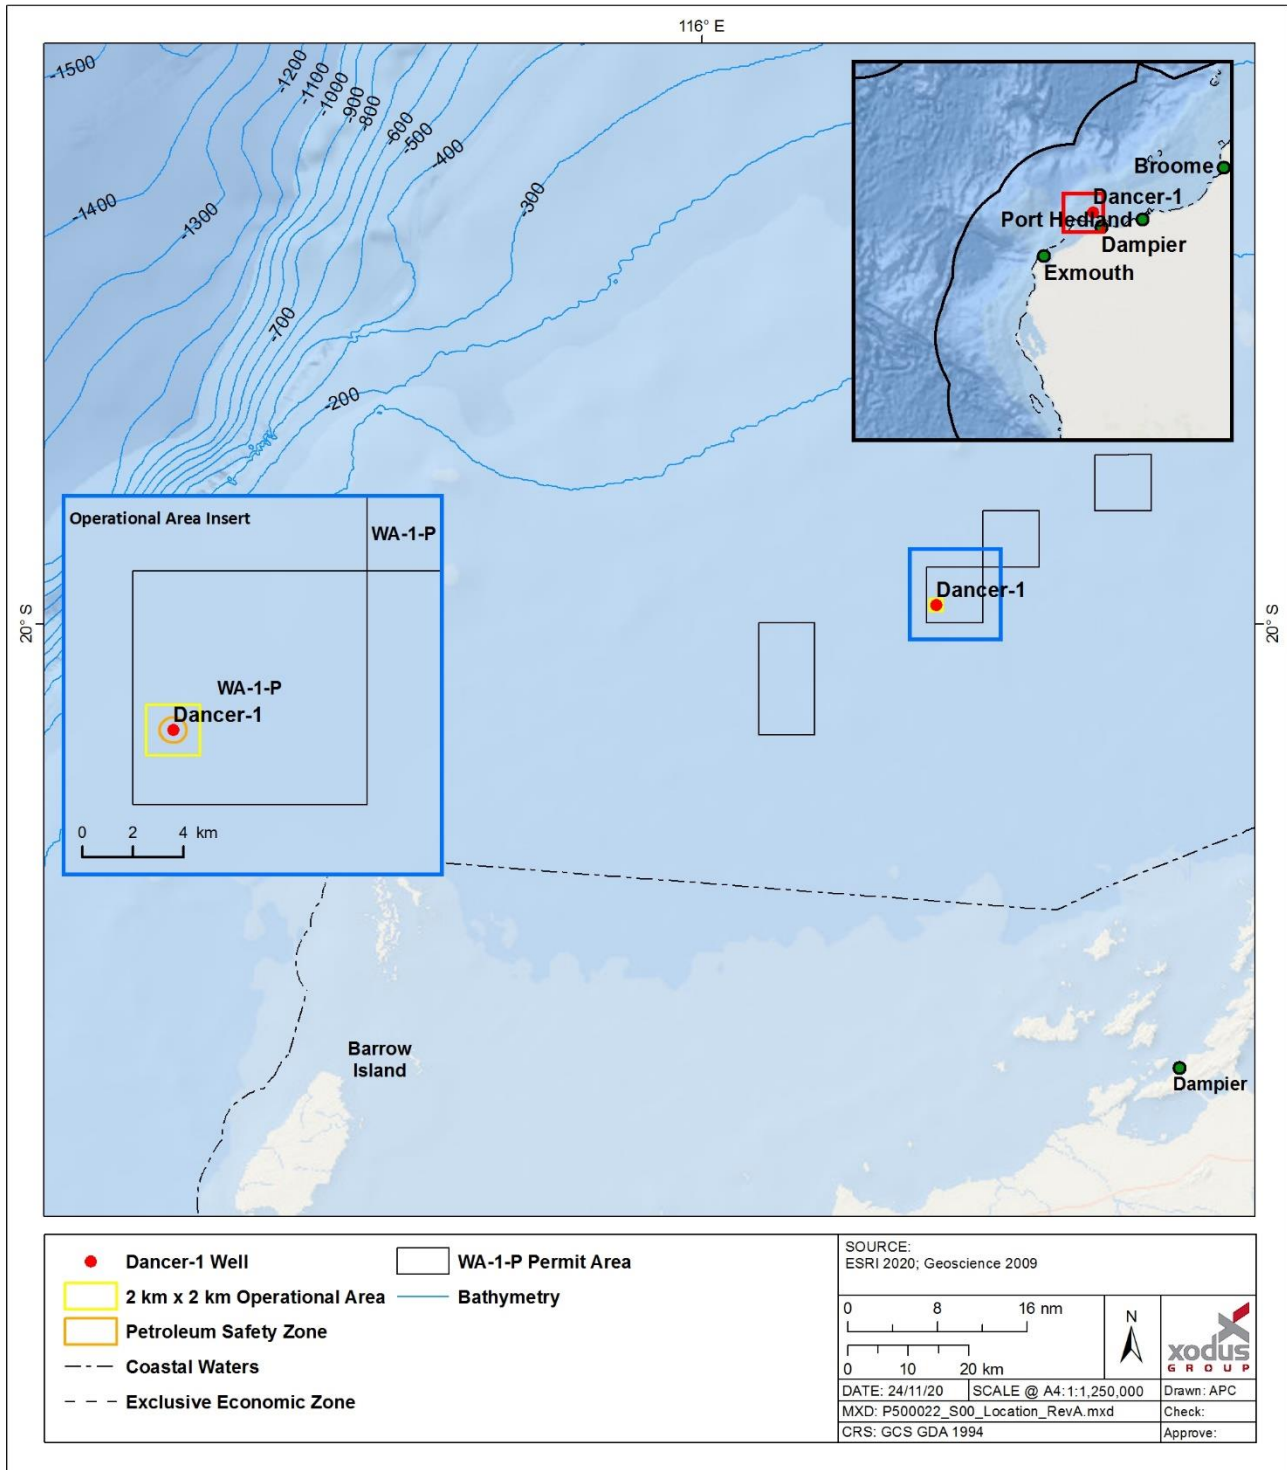 116° E
-1500
-1200
-1100
-1000
-900
-800
-600
-500
-400
-300
-1400
-1300
-700
-200
Broome
Dancer-1
Port Hedland
Dampier
Exmouth
Operational Area Insert
WA-1-P
WA-1-P
Dancer-1
0 2 4 km
Dancer-1
20° S
20° S
Barrow
Island
Dampier
Dancer-1 Well
2 km x 2 km Operational Area
Petroleum Safety Zone
Coastal Waters
Exclusive Economic Zone
WA-1-P Permit Area
Bathymetry
SOURCE:
ESRI 2020; Geoscience 2009
0 8 16 nm
0 10 20 km
N
xodus
GROUP
DATE: 24/11/20
SCALE @ A4:1:1,250,000
Drawn: APC
MXD: P500022_S00_Location_RevA.mxd
Check:
CRS: GCS GDA 1994
Approve: